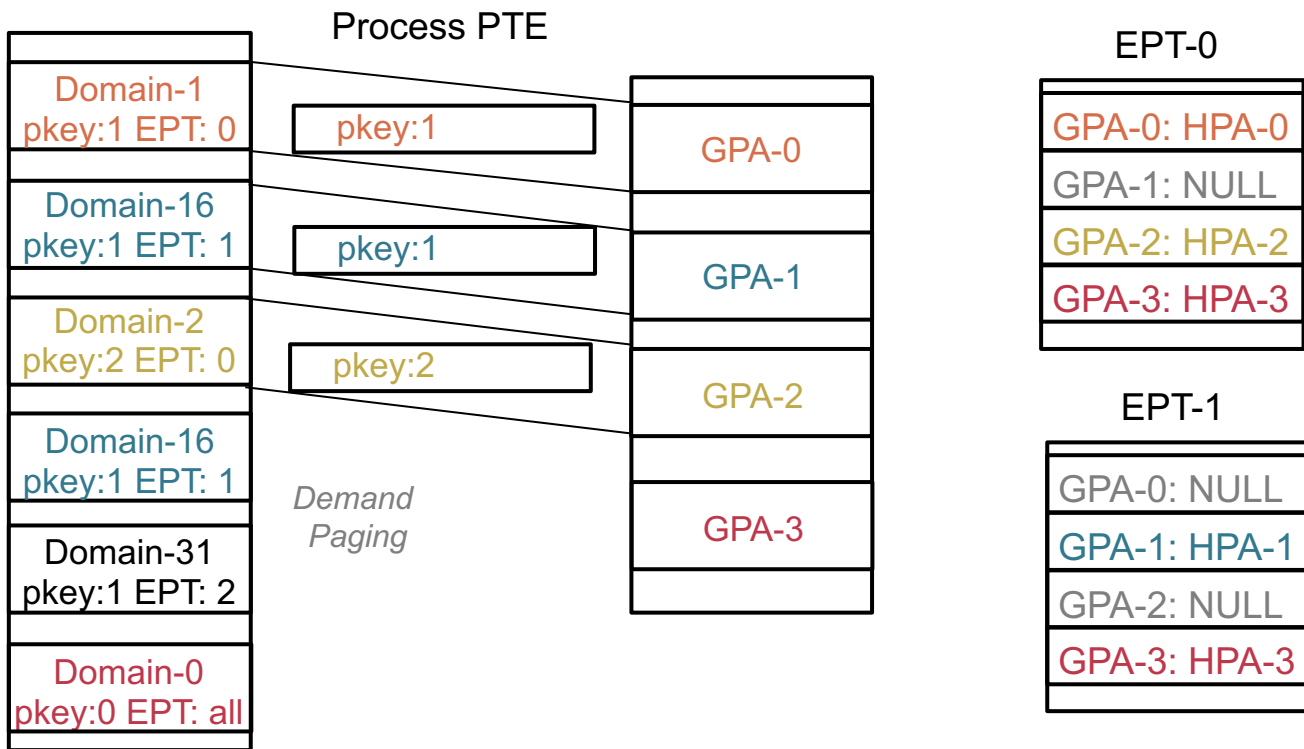 Process PTE
Domain-1
pkey:1 EPT: 0
Domain-16
pkey:1 EPT: 1
Domain-2
pkey:2 EPT: 0
Domain-16
pkey:1 EPT: 1
Domain-31
pkey:1 EPT: 2
Domain-0
pkey:0 EPT: all
pkey:1
pkey:1
pkey:2
Demand
Paging
GPA-0
GPA-1
GPA-2
GPA-3
EPT-0
GPA-0: HPA-0
GPA-1: NULL
GPA-2: HPA-2
GPA-3: HPA-3
EPT-1
GPA-0: NULL
GPA-1: HPA-1
GPA-2: NULL
GPA-3: HPA-3